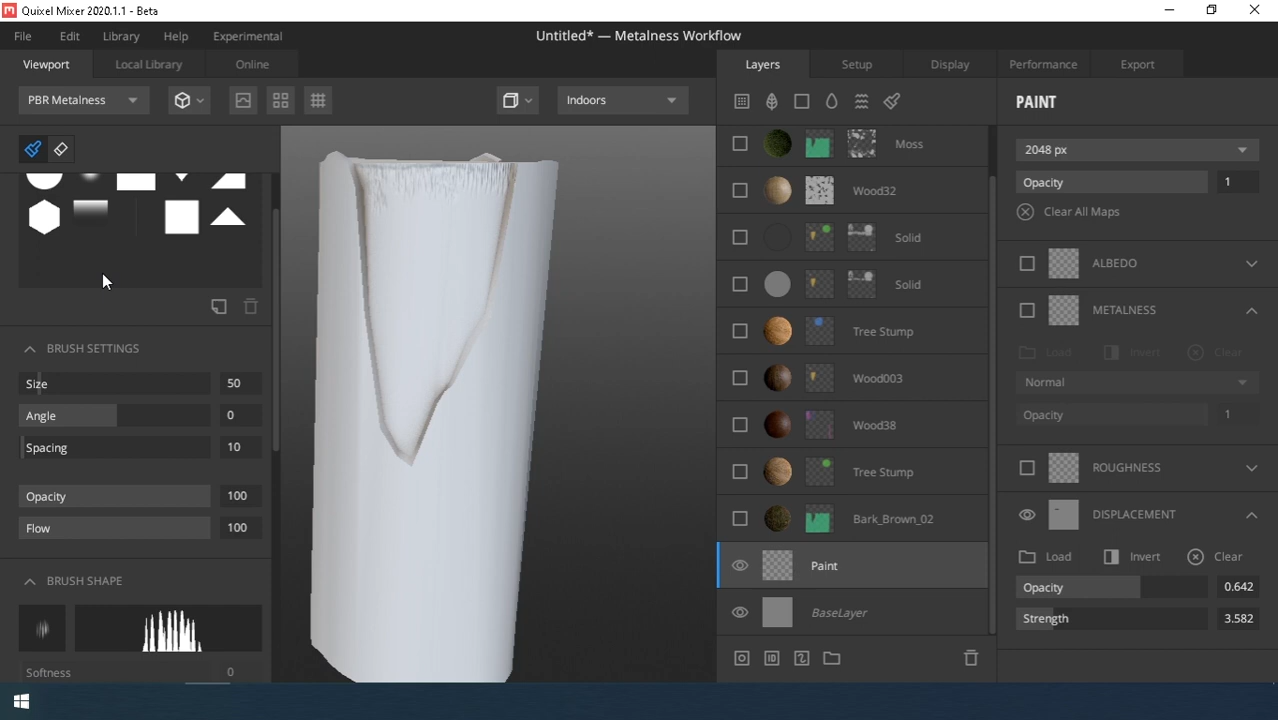 Quixel Mixer 2020.1.1 - Beta
File Edit Library Help Experimental
Untitled* — Metalness Workflow
Viewport Local Library Online
Layers Setup Display Performance Export
PBR Metalness
Indoors
PAINT
2048 px
Opacity 1
Clear All Maps
ALBEDO
METALNESS
Load Invert Clear
Normal
Opacity 1
ROUGHNESS
DISPLACEMENT
Load Invert Clear
Opacity 0.642
Strength 3.582
Moss
Wood32
Solid
Solid
Tree Stump
Wood003
Wood38
Tree Stump
Bark_Brown_02
Paint
BaseLayer
BRUSH SETTINGS
Size 50
Angle 0
Spacing 10
Opacity 100
Flow 100
BRUSH SHAPE
Softness 0